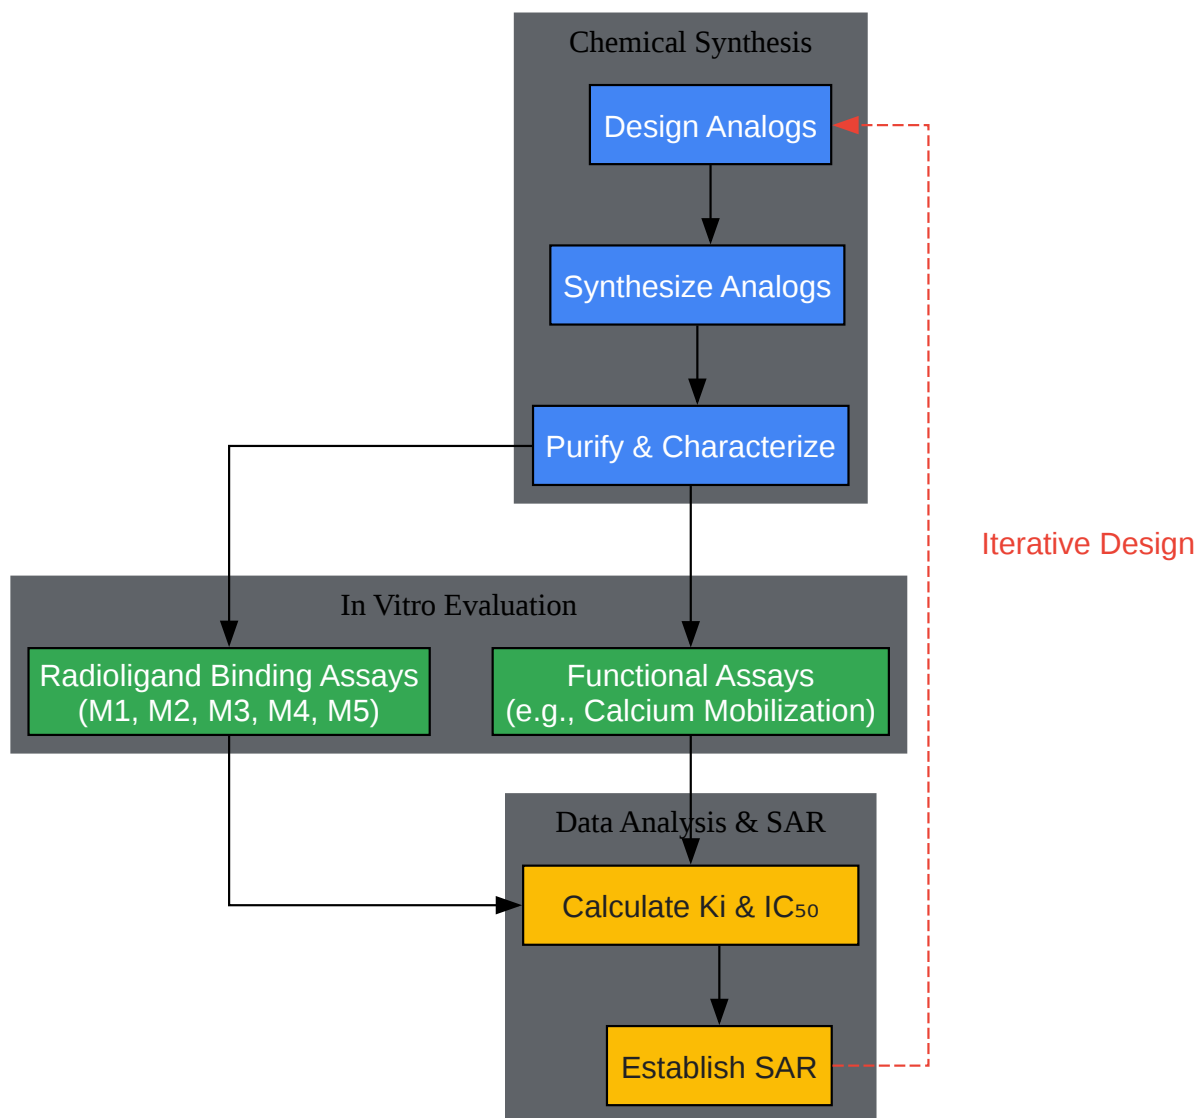 Chemical Synthesis
Design Analogs
Synthesize Analogs
Purify & Characterize
Iterative Design
In Vitro Evaluation
Radioligand Binding Assays
(M1, M2, M3, M4, M5)
Functional Assays
(e.g., Calcium Mobilization)
Data Analysis & SAR
Calculate Ki & IC₅₀
Establish SAR